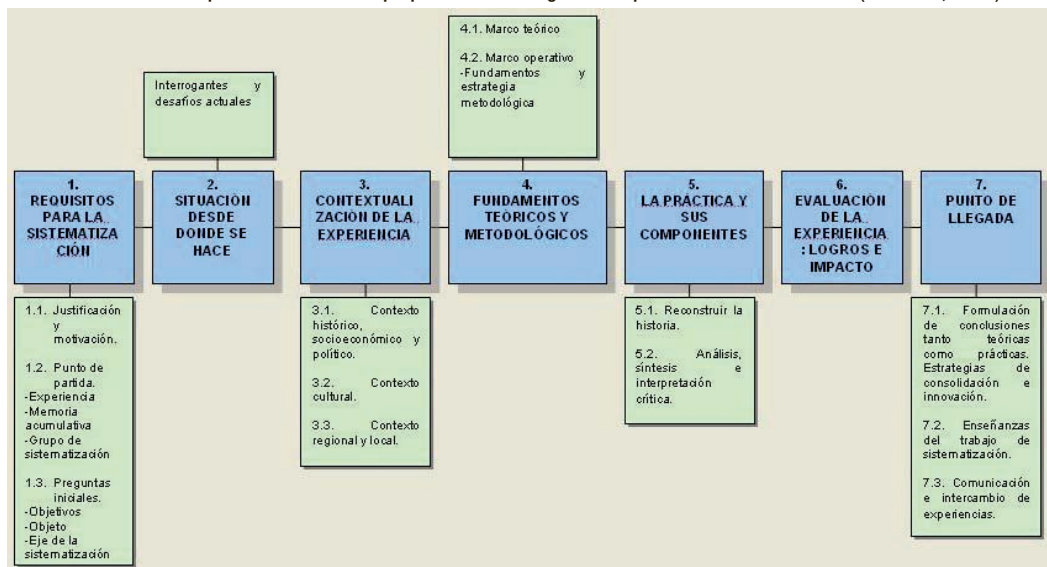 4.1. Marco teórico
4.2. Marco operativo
-Fundamentos y
estrategia
metodológica
Interrogantes y
desafíos actuales
1.
REQUISITOS
PARA LA
SISTEMATIZA
CIÓN
2.
SITUACIÓN
DESDE
DONDE SE
HACE
3.
CONTEXTUALI
ZACIÓN DE LA
EXPERIENCIA
4.
FUNDAMENTOS
TEÒRICOS Y
METODOLÓGICOS
5.
LA PRÁCTICA Y
SUS
COMPONENTES
6.
EVALUACIÓN
DE LA
EXPERIENCIA
: LOGROS E
IMPACTO
7.
PUNTO DE
LLEGADA
1.1. Justificación
y
motivación.
1.2. Punto de
partida.
-Experiencia
-Memoria
acumulativa
-Grupo de
sistematización
1.3. Preguntas
iniciales.
-Objetivos
-Objeto
-Eje de la
sistematización
3.1. Contexto
histórico,
socioeconómico y
político.
3.2. Contexto
cultural.
3.3. Contexto
regional y local.
5.1. Reconstruir la
historia.
5.2. Análisis,
síntesis e
interpretación
crítica.
7.1. Formulación
de conclusiones
tanto teóricas
como prácticas.
Estrategias de
consolidación e
innovación.
7.2. Enseñanzas
del trabajo de
sistematización.
7.3. Comunicación
e intercambio de
experiencias.